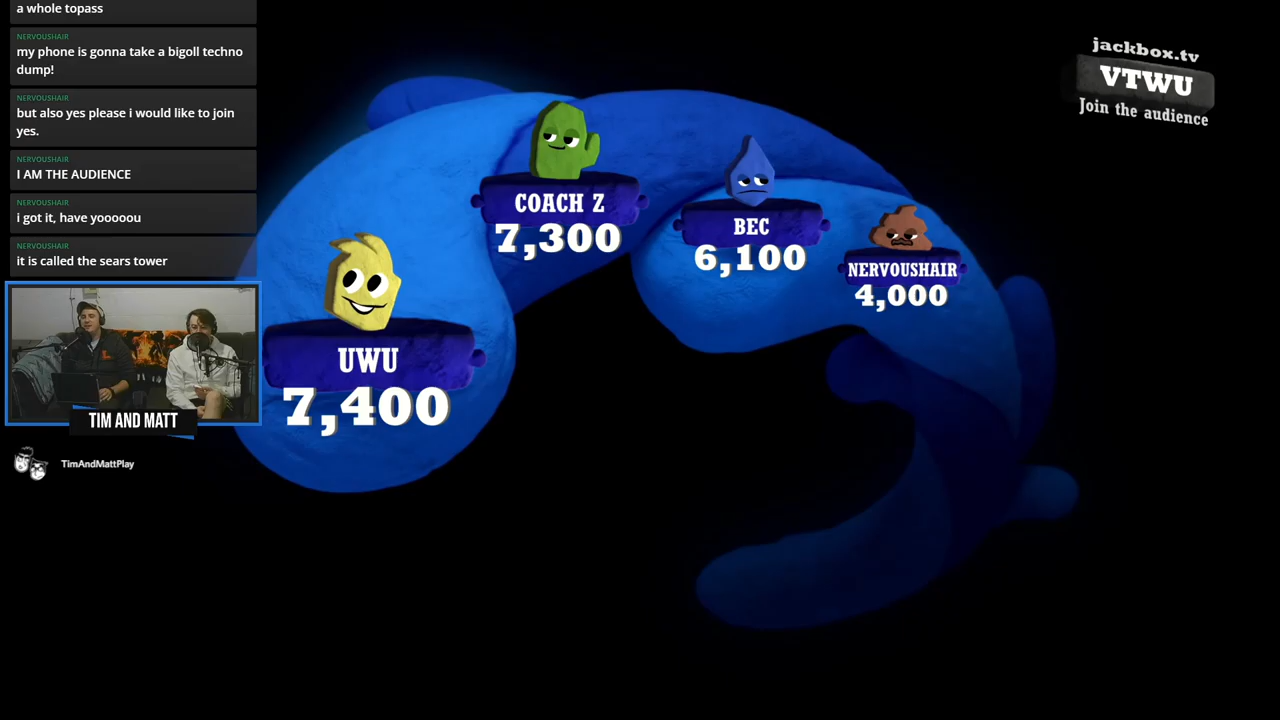 a whole topass
NERVOUSHAIR
my phone is gonna take a bigoll techno
dump!
NERVOUSHAIR
but also yes please i would like to join
yes.
NERVOUSHAIR
I AM THE AUDIENCE
NERVOUSHAIR
i got it, have yooooou
NERVOUSHAIR
it is called the sears tower
TIM AND MATT
TimAndMattPlay
UWU
7,400
COACH Z
7,300
BEC
6,100
NERVOUSHAIR
4,000
jackbox.tv
VTWU
Join the audience